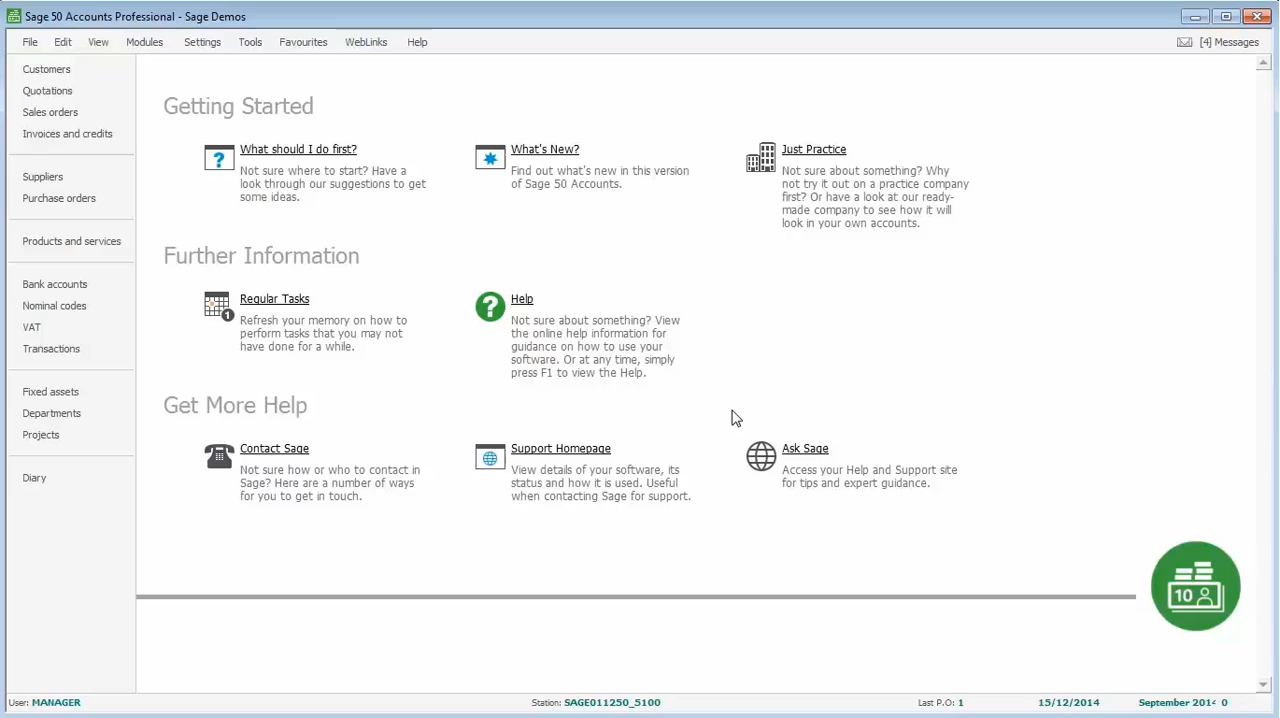 Sage 50 Accounts Professional - Sage Demos
File Edit View Modules Settings Tools Favourites WebLinks Help [4] Messages
Customers
Quotations
Sales orders
Invoices and credits
Suppliers
Purchase orders
Products and services
Bank accounts
Nominal codes
VAT
Transactions
Fixed assets
Departments
Projects
Diary
Getting Started
What should I do first?
Not sure where to start? Have a
look through our suggestions to get
some ideas.
What's New?
Find out what's new in this version
of Sage 50 Accounts.
Just Practice
Not sure about something? Why
not try it out on a practice company
first? Or have a look at our ready-
made company to see how it will
look in your own accounts.
Further Information
Regular Tasks
Refresh your memory on how to
perform tasks that you may not
have done for a while.
Help
Not sure about something? View
the online help information for
guidance on how to use your
software. Or at any time, simply
press F1 to view the Help.
Get More Help
Contact Sage
Not sure how or who to contact in
Sage? Here are a number of ways
for you to get in touch.
Support Homepage
View details of your software, its
status and how it is used. Useful
when contacting Sage for support.
Ask Sage
Access your Help and Support site
for tips and expert guidance.
10
User: MANAGER Station: SAGE011250_5100 Last P.O: 1 15/12/2014 September 2014 0